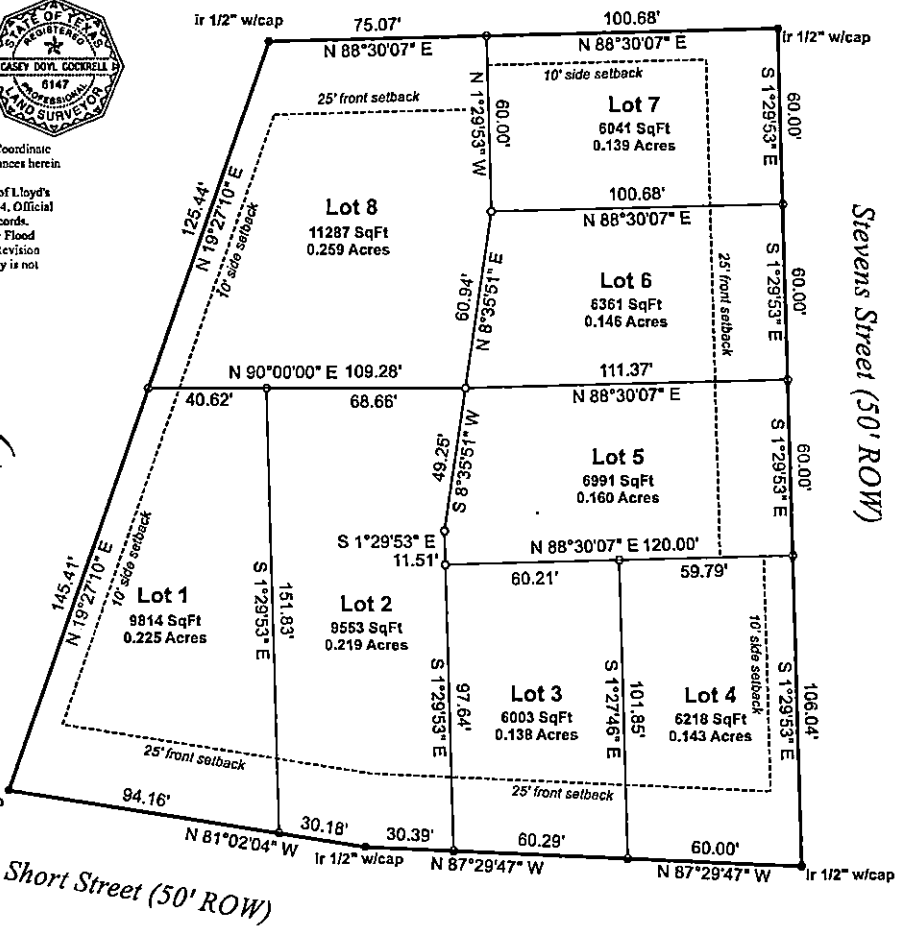 STATE OF TEXAS
REGISTERED
CASEY DOYL COCKRELL
6147
PROFESSIONAL
LAND SURVEYOR
Coordinate
ances herein
of Lloyd's
4, Official
cords.
Flood
Revision
y is not
ir 1/2" w/cap
75.07'
N 88°30'07" E
100.68'
N 88°30'07" E
Ir 1/2" w/cap
10' side setback
25' front setback
N 1°29'53" W
60.00'
Lot 7
6041 SqFt
0.139 Acres
S 1°29'53" E
60.00'
125.44'
N 19°27'10" E
10' side setback
Lot 8
11287 SqFt
0.259 Acres
100.68'
N 88°30'07" E
60.94'
N 8°35'51" E
Lot 6
6361 SqFt
0.146 Acres
25' front setback
S 1°29'53" E
60.00'
Stevens Street (50' ROW)
N 90°00'00" E 109.28'
40.62'
68.66'
111.37'
N 88°30'07" E
49.25'
S 8°35'51" W
Lot 5
6991 SqFt
0.160 Acres
S 1°29'53" E
60.00'
S 1°29'53" E
11.51'
N 88°30'07" E 120.00'
60.21'
59.79'
145.41'
N 19°27'10" E
10' side setback
Lot 1
9814 SqFt
0.225 Acres
S 1°29'53" E
151.83'
Lot 2
9553 SqFt
0.219 Acres
S 1°29'53" E
97.64'
Lot 3
6003 SqFt
0.138 Acres
S 1°27'46" E
101.85'
Lot 4
6218 SqFt
0.143 Acres
10' side setback
S 1°29'53" E
106.04'
25' front setback
25' front setback
94.16'
N 81°02'04" W
30.18'
Ir 1/2" w/cap
30.39'
N 87°29'47" W
60.29'
60.00'
N 87°29'47" W
Ir 1/2" w/cap
Short Street (50' ROW)